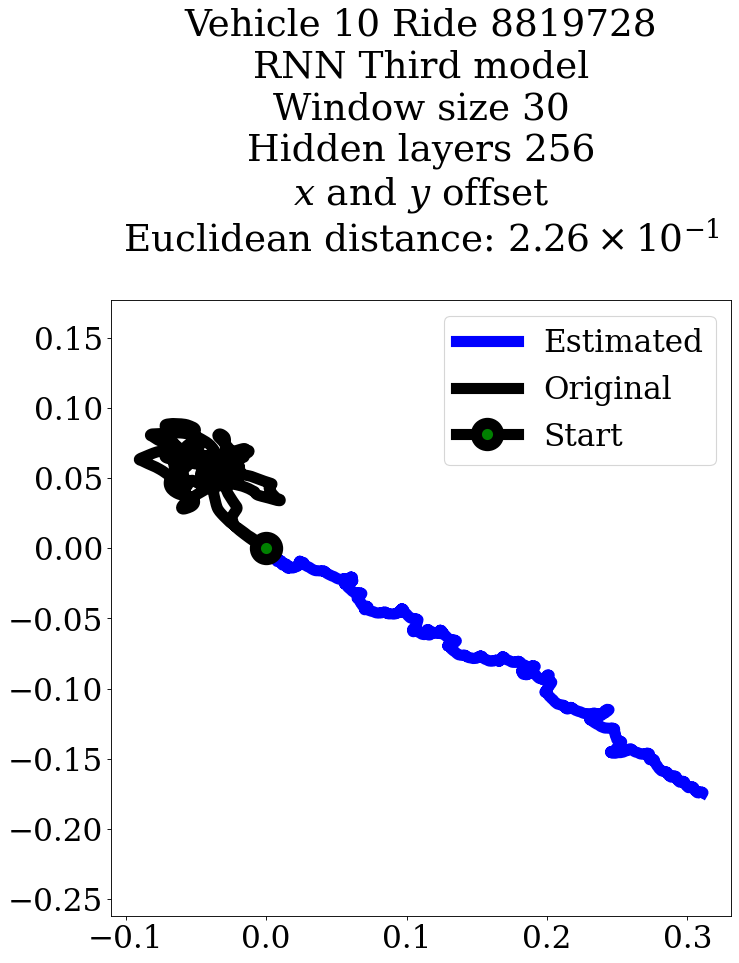 Vehicle 10 Ride 8819728
RNN Third model
Window size 30
Hidden layers 256
x and y offset
Euclidean distance: 2.26 × 10⁻¹
Estimated
Original
Start
0.15
0.10
0.05
0.00
−0.05
−0.10
−0.15
−0.20
−0.25
−0.1 0.0 0.1 0.2 0.3